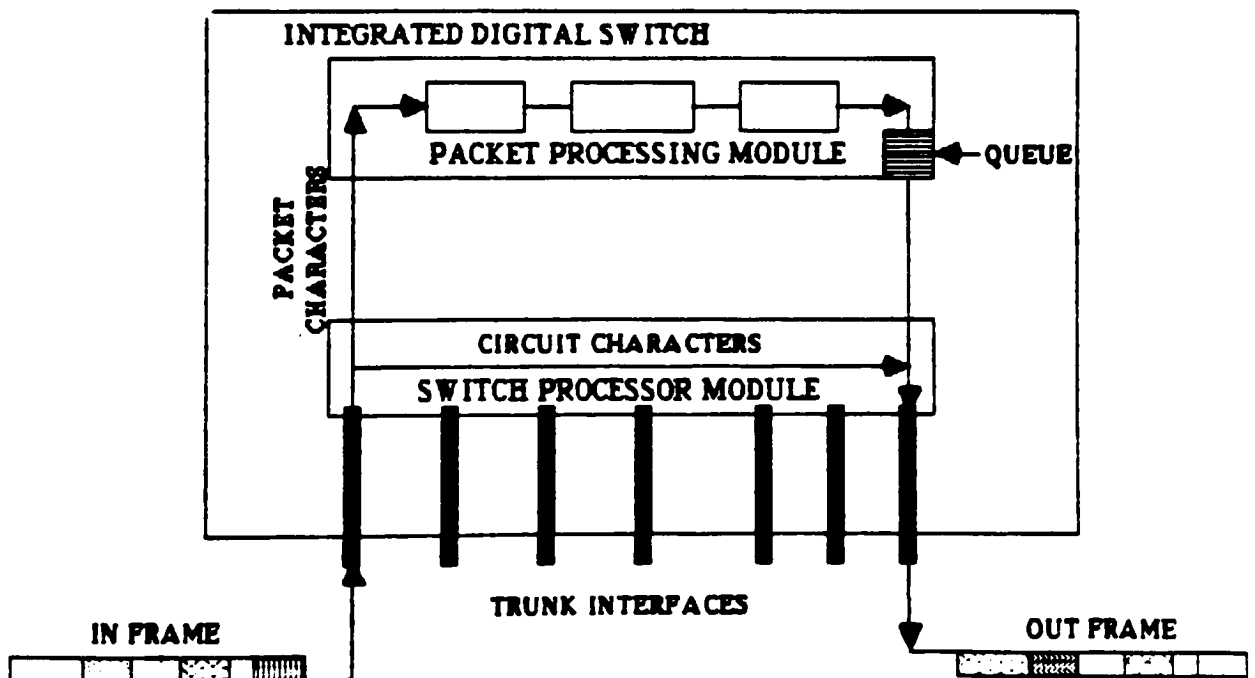 INTEGRATED DIGITAL SWITCH
PACKET PROCESSING MODULE
QUEUE
PACKET
CHARACTERS
CIRCUIT CHARACTERS
SWITCH PROCESSOR MODULE
TRUNK INTERFACES
IN FRAME
OUT FRAME